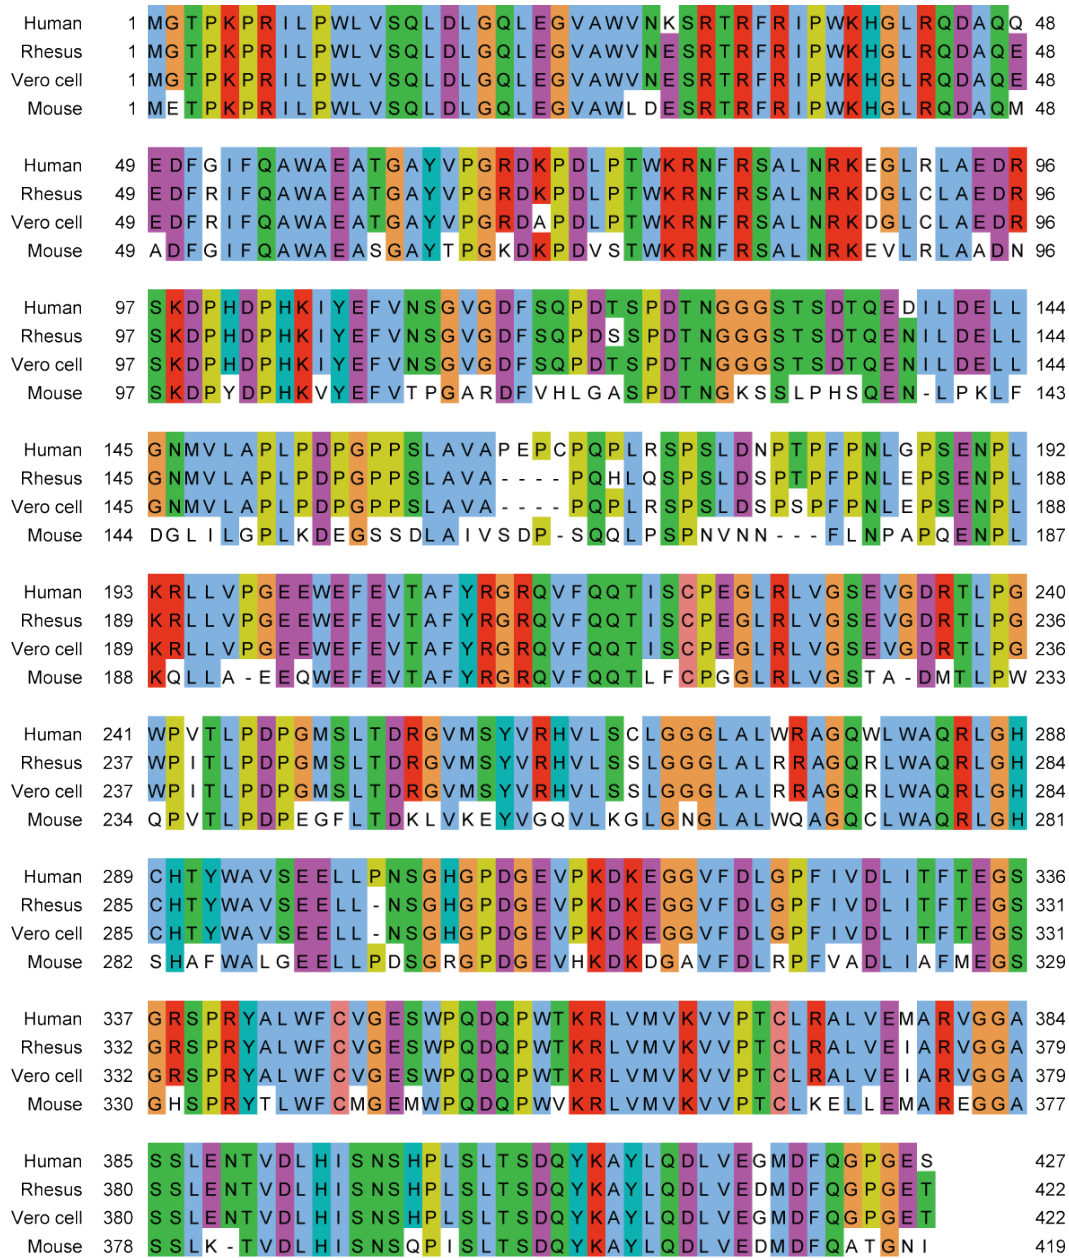 Human 1 MGTPKPRILPWLVSQLDLGQLEGVAWVNKSRTRFRIPWKHGLRQDAQQ 48
Rhesus 1 MGTPKPRILPWLVSQLDLGQLEGVAWVNESRTRFRIPWKHGLRQDAQE 48
Vero cell 1 MGTPKPRILPWLVSQLDLGQLEGVAWVNESRTRFRIPWKHGLRQDAQE 48
Mouse 1 METPKPRILPWLVSQLDLGQLEGVAWLDESRTRFRIPWKHGLRQDAQM 48
Human 49 EDFGIFQAWAEATGAYVPGRDKPDLPTWKRNFRSALNRKEGLRLAEDR 96
Rhesus 49 EDFRIFQAWAEATGAYVPGRDKPDLPTWKRNFRSALNRKDGLCLAEDR 96
Vero cell 49 EDFRIFQAWAEATGAYVPGRDAPDLPTWKRNFRSALNRKDGLCLAEDR 96
Mouse 49 ADFGIFQAWAEASGAYTPGKDKPDVSTWKRNFRSALNRKEVLRLAADN 96
Human 97 SKDPHDPHKIYEFVNSGVGDFSQPDTSPDTNGGGSTSDTQEDILDELL 144
Rhesus 97 SKDPHDPHKIYEFVNSGVGDFSQPDSSPDTNGGGSTSDTQENILDELL 144
Vero cell 97 SKDPHDPHKIYEFVNSGVGDFSQPDTSPDTNGGGSTSDTQENILDELL 144
Mouse 97 SKDPYDPHKVYEFVTPGARDFVHLGASPDTNGKSSLPHSQEN-LPKLF 143
Human 145 GNMVLAPLPDPGPPSLAVAPEPCPQPLRSPSLDNPTPFPNLGPSENPL 192
Rhesus 145 GNMVLAPLPDPGPPSLAVA----PQHLQSPSLDSPTPFPNLEPSENPL 188
Vero cell 145 GNMVLAPLPDPGPPSLAVA----PQPLRSPSLDSPSPFPNLEPSENPL 188
Mouse 144 DGLILGPLKDEGSSDLAIVSDP-SQQLPSPNVNN---FLNPAPQENPL 187
Human 193 KRLLVPGEEWEFEVTAFYRGRQVFQQTISCPEGLRLVGSEVGDRTLPG 240
Rhesus 189 KRLLVPGEEWEFEVTAFYRGRQVFQQTISCPEGLRLVGSEVGDRTLPG 236
Vero cell 189 KRLLVPGEEWEFEVTAFYRGRQVFQQTISCPEGLRLVGSEVGDRTLPG 236
Mouse 188 KQLLA-EEQWEFEVTAFYRGRQVFQQTLFCPGGLRLVGSTA-DMTLPW 233
Human 241 WPVTLPDPGMSLTDRGVMSYVRHVLSCLGGGLALWRAGQWLWAQRLGH 288
Rhesus 237 WPITLPDPGMSLTDRGVMSYVRHVLSSLGGGLALRRAGQRLWAQRLGH 284
Vero cell 237 WPITLPDPGMSLTDRGVMSYVRHVLSSLGGGLALRRAGQRLWAQRLGH 284
Mouse 234 QPVTLPDPEGFLTDKLVKEYVGQVLKGLGNGLALWQAGQCLWAQRLGH 281
Human 289 CHTYWAVSEELLPNSGHGPDGEVPKDKEGGVFDLGPFIVDLITFTEGS 336
Rhesus 285 CHTYWAVSEELL-NSGHGPDGEVPKDKEGGVFDLGPFIVDLITFTEGS 331
Vero cell 285 CHTYWAVSEELL-NSGHGPDGEVPKDKEGGVFDLGPFIVDLITFTEGS 331
Mouse 282 SHAFWALGEELLPDSGRGPDGEVHKDKDGAVFDLRPFVADLIAFMEGS 329
Human 337 GRSPRYALWFCVGESWPQDQPWTKRLVMVKVVPTCLRALVEMARVGGA 384
Rhesus 332 GRSPRYALWFCVGESWPQDQPWTKRLVMVKVVPTCLRALVEIARVGGA 379
Vero cell 332 GRSPRYALWFCVGESWPQDQPWTKRLVMVKVVPTCLRALVEIARVGGA 379
Mouse 330 GHSPRYTLWFCMGEMWPQDQPWVKRLVMVKVVPTCLKELLEMAREGGA 377
Human 385 SSLENTVDLHISNSHPLSLTSDQYKAYLQDLVEGMDFQGPGES 427
Rhesus 380 SSLENTVDLHISNSHPLSLTSDQYKAYLQDLVEDMDFQGPGET 422
Vero cell 380 SSLENTVDLHISNSHPLSLTSDQYKAYLQDLVEGMDFQGPGET 422
Mouse 378 SSLK-TVDLHISNSQPISLTSDQYKAYLQDLVEDMDFQATGNI 419